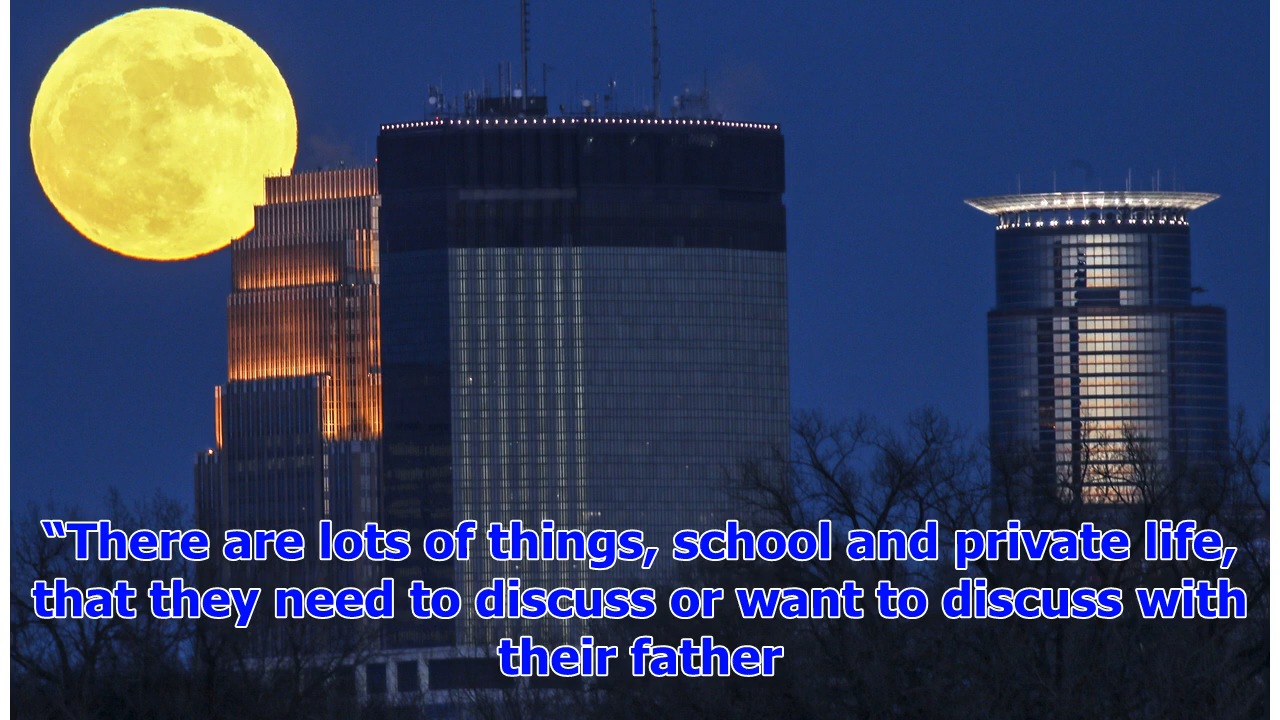 “There are lots of things, school and private life,
that they need to discuss or want to discuss with
their father